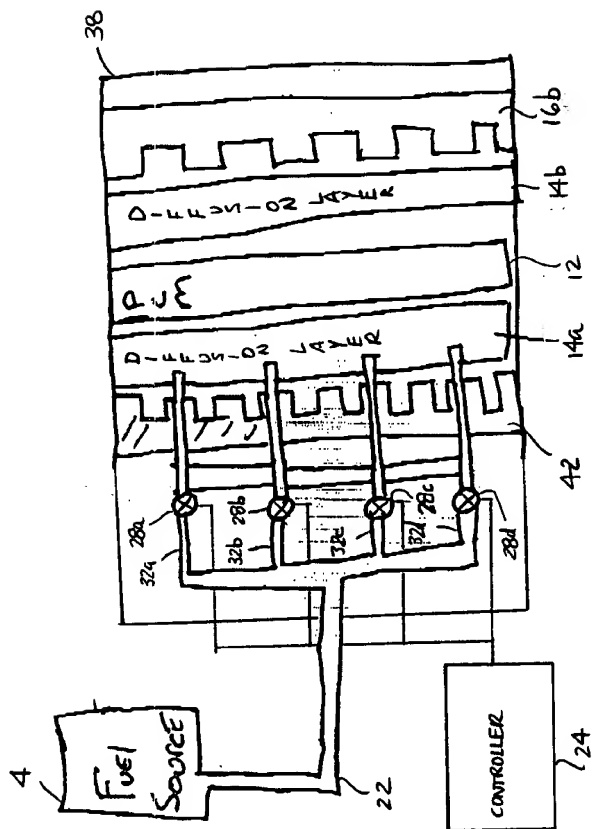 38
16b
DIFFUSION LAYER
14b
PEM
12
DIFFUSION LAYER
14a
42
28a
28b
28c
28d
32a
32b
32c
32d
4
FUEL
SOURCE
22
CONTROLLER
24